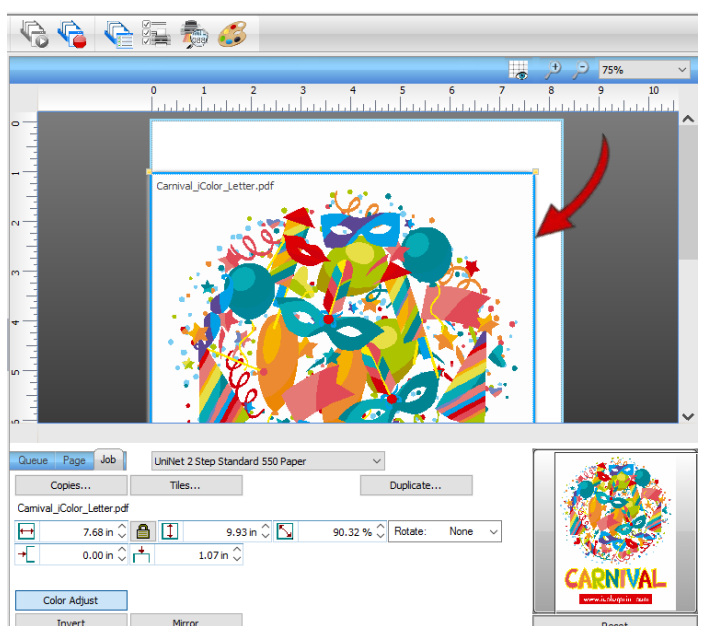 75%
0 1 2 3 4 5 6 7 8 9 10
0
1
2
3
4
5
Carnival_iColor_Letter.pdf
Queue Page Job UniNet 2 Step Standard 550 Paper
Copies... Tiles... Duplicate...
Carnival_iColor_Letter.pdf
7.68 in 9.93 in 90.32 % Rotate: None
0.00 in 1.07 in
CARNIVAL
Color Adjust
Invert Mirror Reset